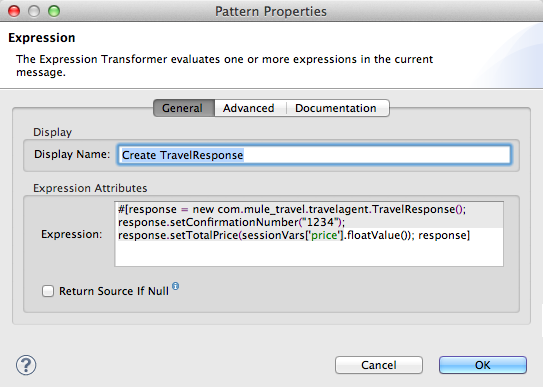 Pattern Properties
Expression
The Expression Transformer evaluates one or more expressions in the current
message.
General Advanced Documentation
Display
Display Name: Create TravelResponse
Expression Attributes
#[response = new com.mule_travel.travelagent.TravelResponse();
response.setConfirmationNumber("1234");
Expression: response.setTotalPrice(sessionVars['price'].floatValue()); response]
Return Source If Null i
? Cancel OK